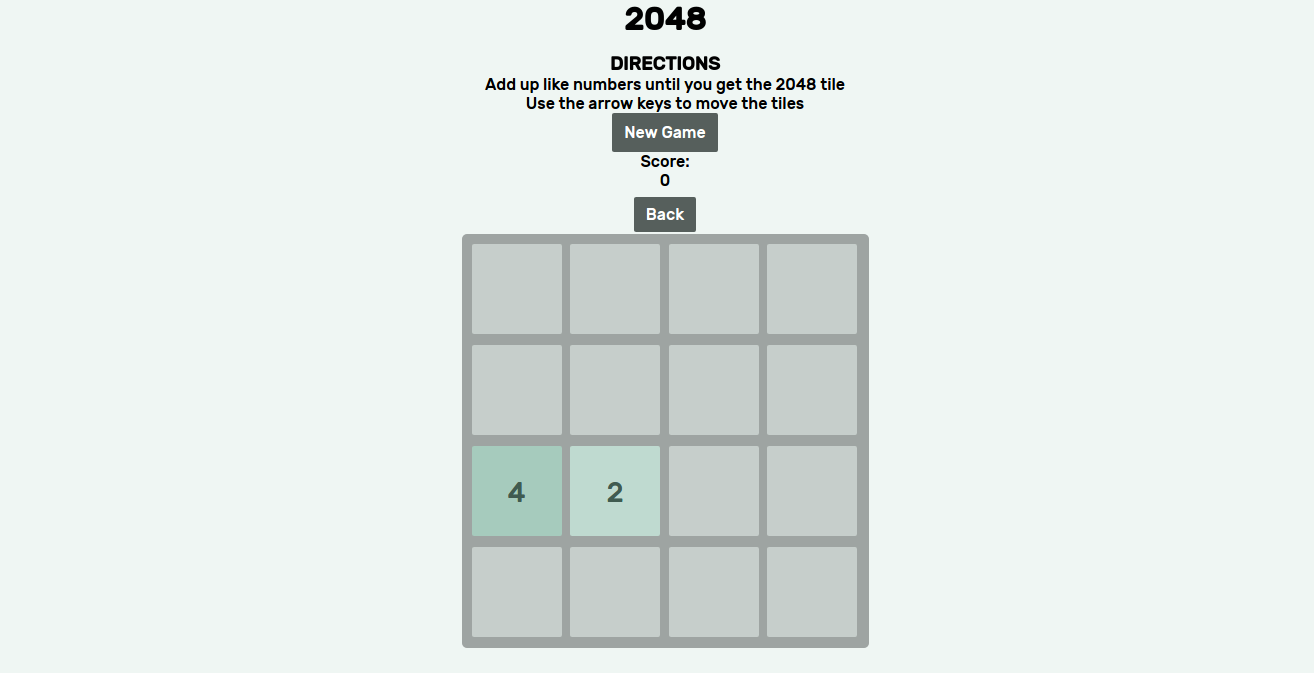 2048
DIRECTIONS
Add up like numbers until you get the 2048 tile
Use the arrow keys to move the tiles
New Game
Score:
0
Back
4 2